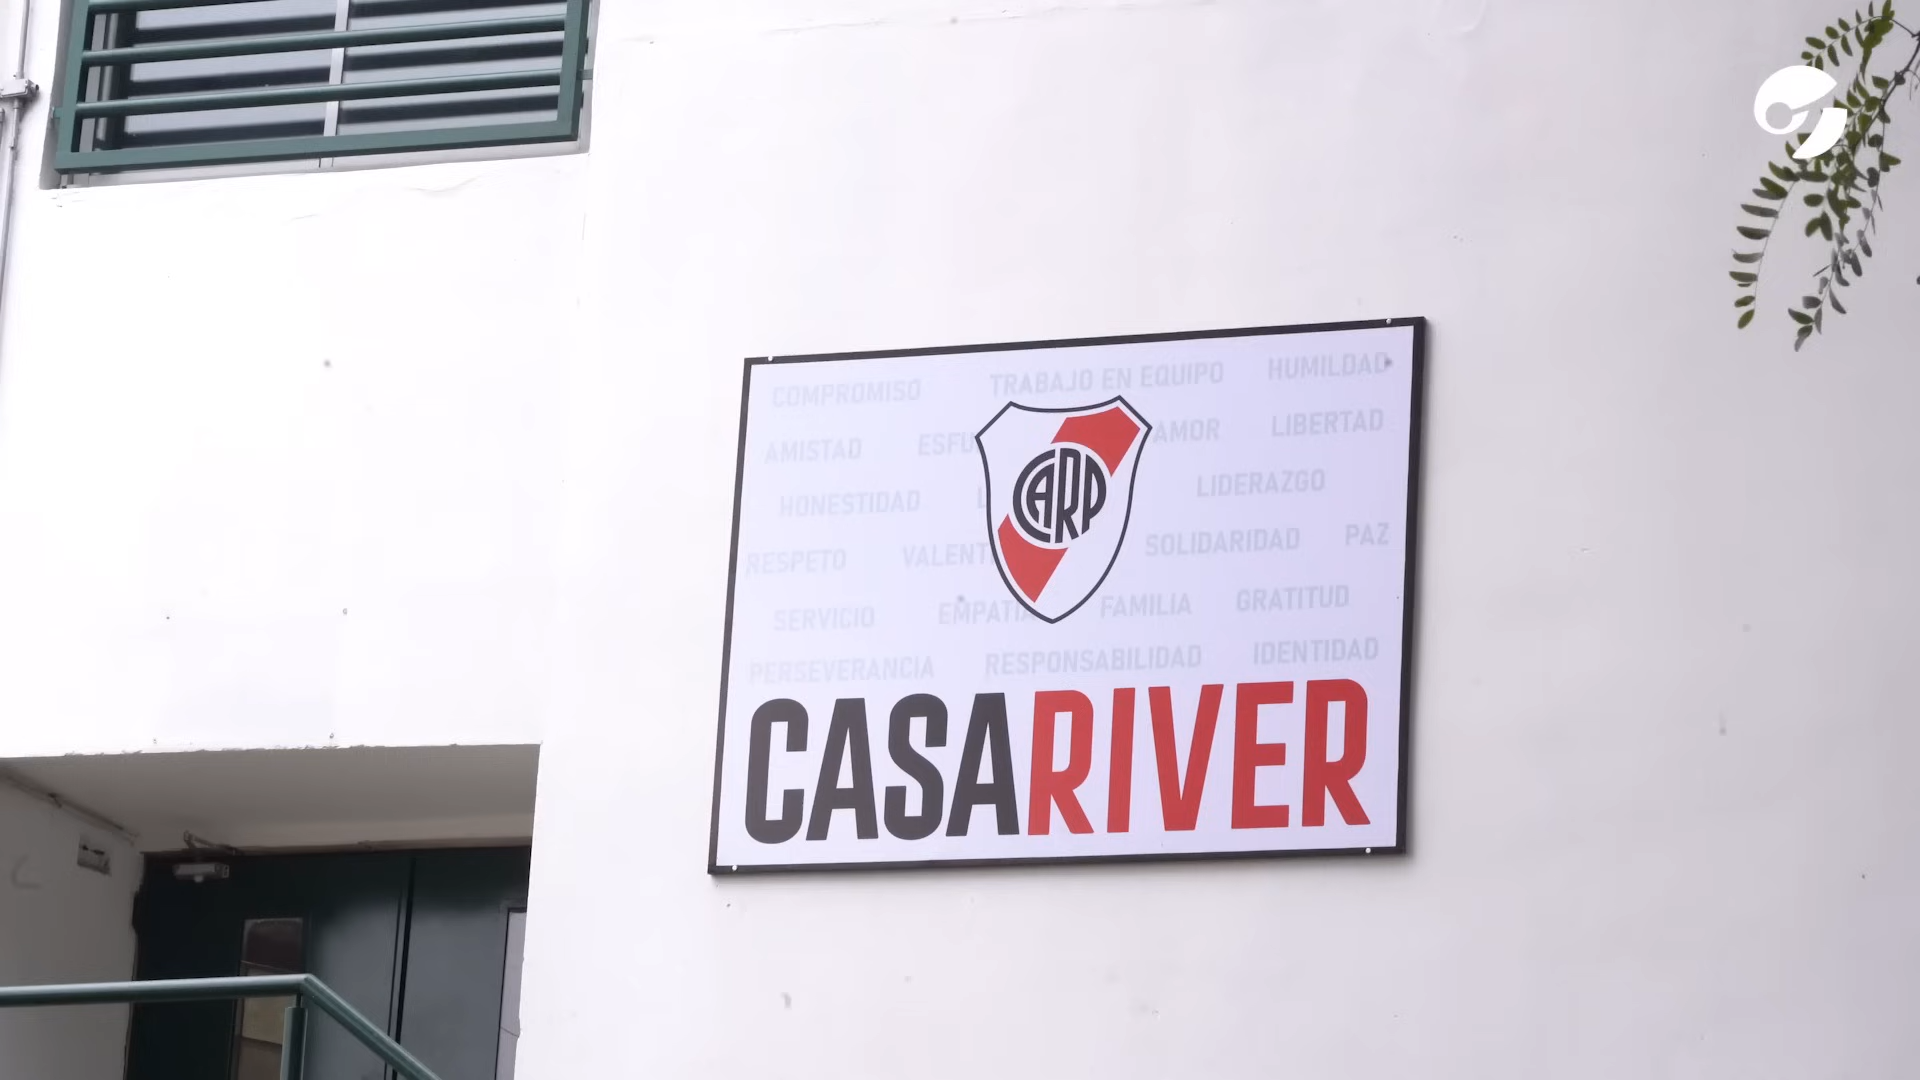 COMPROMISO TRABAJO EN EQUIPO HUMILDAD
AMISTAD ESFU AMOR LIBERTAD
HONESTIDAD L LIDERAZGO
RESPETO VALENT SOLIDARIDAD PAZ
SERVICIO EMPATIA FAMILIA GRATITUD
PERSEVERANCIA RESPONSABILIDAD IDENTIDAD
CARP
CASARIVER